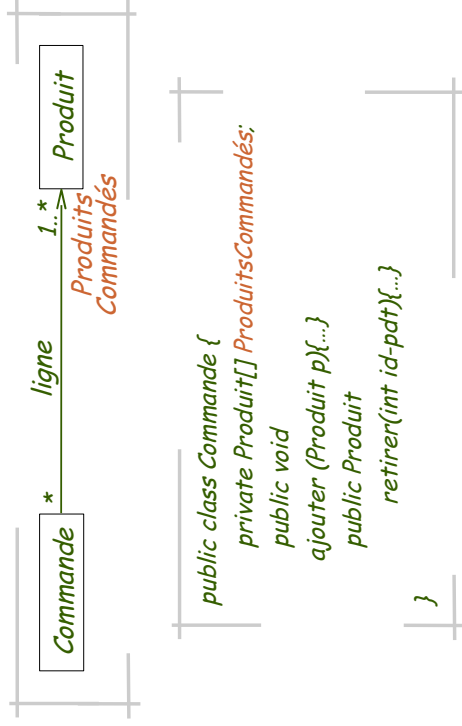 Commande
*
ligne
1..*
Produit
Produits
Commandés
public class Commande {
private Produit[] ProduitsCommandés;
public void
ajouter (Produit p){...}
public Produit
retirer(int id-pdt){...}
}